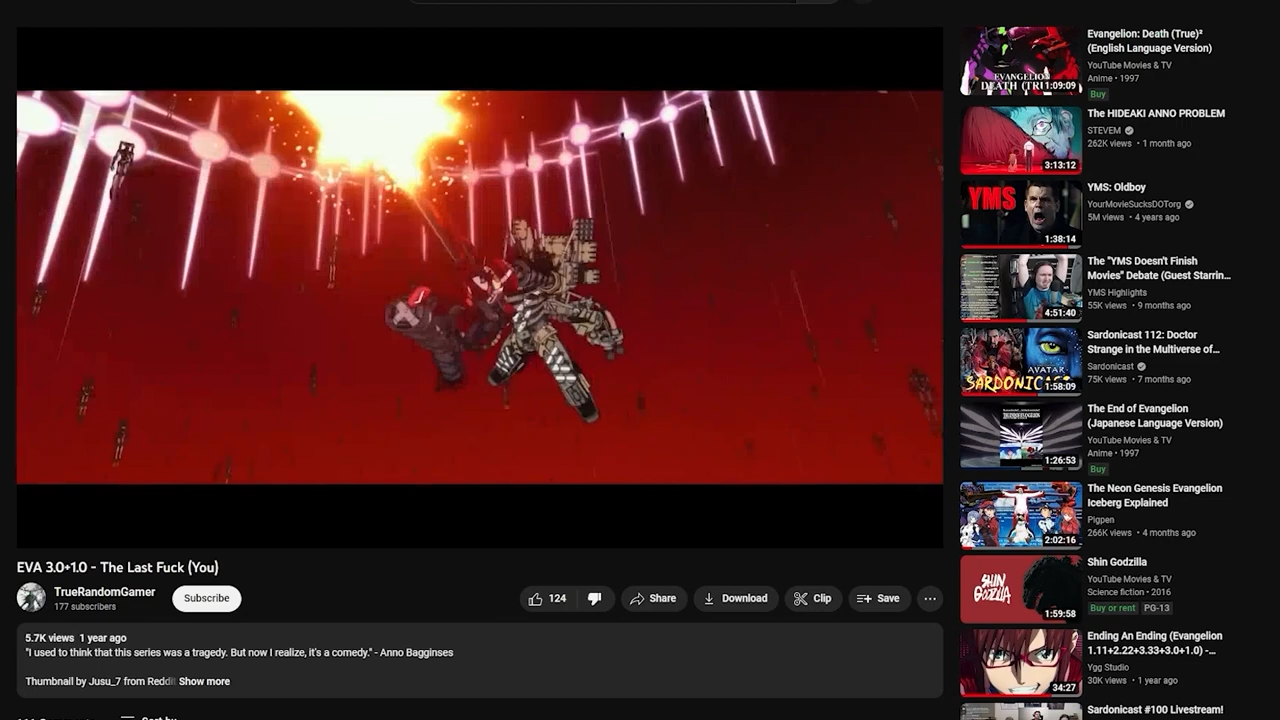 EVA 3.0+1.0 - The Last Fuck (You)
TrueRandomGamer
177 subscribers
Subscribe
124
Share
Download
Clip
Save
5.7K views 1 year ago
"I used to think that this series was a tragedy. But now I realize, it's a comedy." - Anno Bagginses
Thumbnail by Jusu_7 from Reddit Show more
Sort by
EVANGELION
DEATH (TRU
1:09:09
Evangelion: Death (True)²
(English Language Version)
YouTube Movies & TV
Anime • 1997
Buy
3:13:12
The HIDEAKI ANNO PROBLEM
STEVEM
262K views • 1 month ago
YMS
1:38:14
YMS: Oldboy
YourMovieSucksDOTorg
5M views • 4 years ago
4:51:40
The "YMS Doesn't Finish
Movies" Debate (Guest Starrin...
YMS Highlights
55K views • 9 months ago
AVATAR
SARDONICAS
1:58:09
Sardonicast 112: Doctor
Strange in the Multiverse of...
Sardonicast
75K views • 7 months ago
1:26:53
The End of Evangelion
(Japanese Language Version)
YouTube Movies & TV
Anime • 1997
Buy
2:02:16
The Neon Genesis Evangelion
Iceberg Explained
Pigpen
266K views • 4 months ago
SHIN
GODZILLA
1:59:58
Shin Godzilla
YouTube Movies & TV
Science fiction • 2016
Buy or rent PG-13
34:27
Ending An Ending (Evangelion
1.11+2.22+3.33+3.0+1.0) -...
Ygg Studio
30K views • 1 year ago
Sardonicast #100 Livestream!